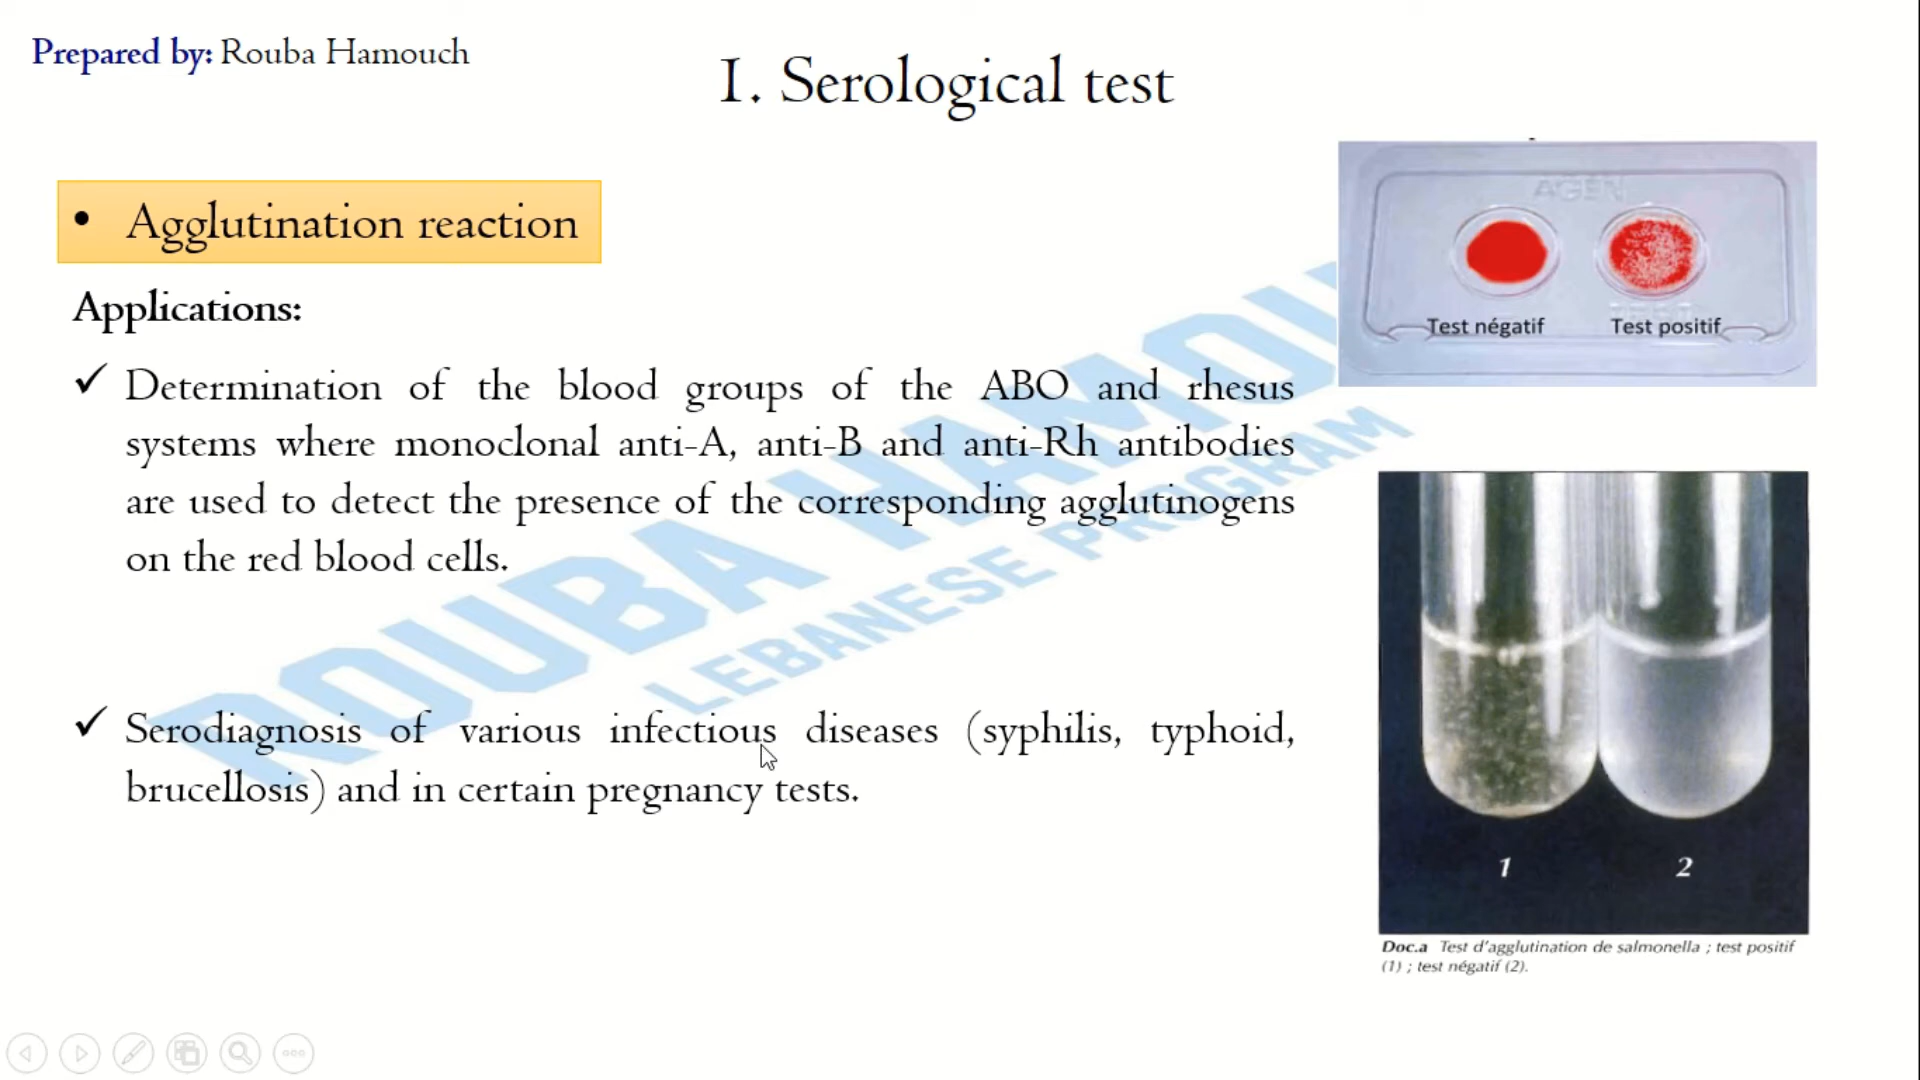 Prepared by: Rouba Hamouch
I. Serological test
• Agglutination reaction
Applications:
✓ Determination of the blood groups of the ABO and rhesus
systems where monoclonal anti-A, anti-B and anti-Rh antibodies
are used to detect the presence of the corresponding agglutinogens
on the red blood cells.
✓ Serodiagnosis of various infectious diseases (syphilis, typhoid,
brucellosis) and in certain pregnancy tests.
ROUBA HAMOU
LEBANESE PROGRAM
AGEN
Test négatif Test positif
1 2
Doc.a Test d'agglutination de salmonella ; test positif
(1) ; test négatif (2).